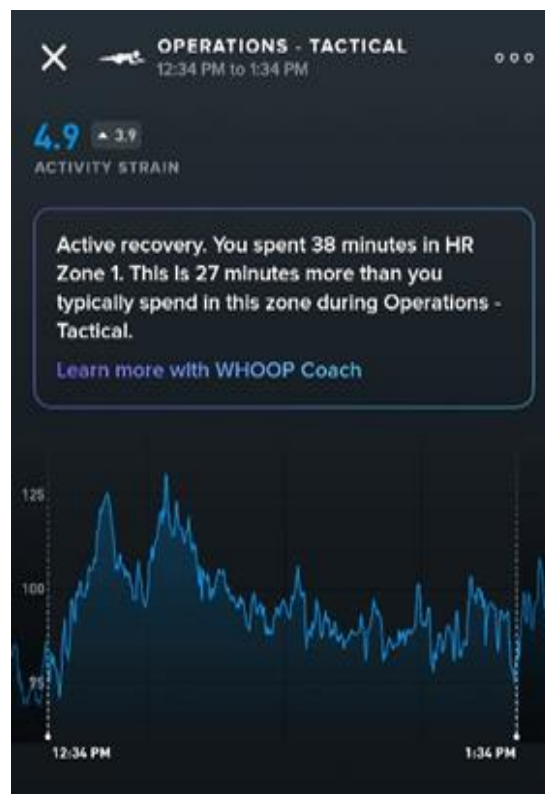 OPERATIONS - TACTICAL
12:34 PM to 1:34 PM
4.9 3.9
ACTIVITY STRAIN
Active recovery. You spent 38 minutes in HR
Zone 1. This is 27 minutes more than you
typically spend in this zone during Operations -
Tactical.
Learn more with WHOOP Coach
125
100
75
12:34 PM 1:34 PM